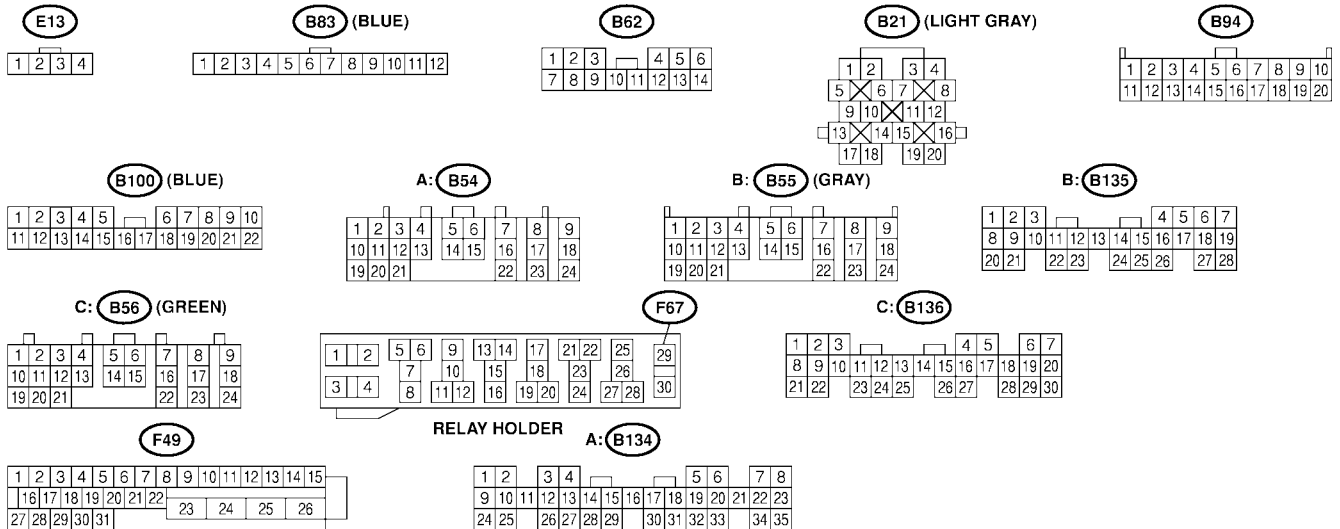 E13
1 2 3 4
B83 (BLUE)
1 2 3 4 5 6 7 8 9 10 11 12
B62
1 2 3 4 5 6
7 8 9 10 11 12 13 14
B21 (LIGHT GRAY)
1 2 3 4
5 6 7 8
9 10 11 12
13 14 15 16
17 18 19 20
B94
1 2 3 4 5 6 7 8 9 10
11 12 13 14 15 16 17 18 19 20
B100 (BLUE)
1 2 3 4 5 6 7 8 9 10
11 12 13 14 15 16 17 18 19 20 21 22
A: B54
1 2 3 4 5 6 7 8 9
10 11 12 13 14 15 16 17 18
19 20 21 22 23 24
B: B55 (GRAY)
1 2 3 4 5 6 7 8 9
10 11 12 13 14 15 16 17 18
19 20 21 22 23 24
B: B135
1 2 3 4 5 6 7
8 9 10 11 12 13 14 15 16 17 18 19
20 21 22 23 24 25 26 27 28
C: B56 (GREEN)
1 2 3 4 5 6 7 8 9
10 11 12 13 14 15 16 17 18
19 20 21 22 23 24
F67
1 2 5 6 9 13 14 17 21 22 25 29
7 10 15 18 23 26
3 4 8 11 12 16 19 20 24 27 28 30
RELAY HOLDER
C: B136
1 2 3 4 5 6 7
8 9 10 11 12 13 14 15 16 17 18 19 20
21 22 23 24 25 26 27 28 29 30
F49
1 2 3 4 5 6 7 8 9 10 11 12 13 14 15
16 17 18 19 20 21 22 23 24 25 26
27 28 29 30 31
A: B134
1 2 3 4 5 6 7 8
9 10 11 12 13 14 15 16 17 18 19 20 21 22 23
24 25 26 27 28 29 30 31 32 33 34 35